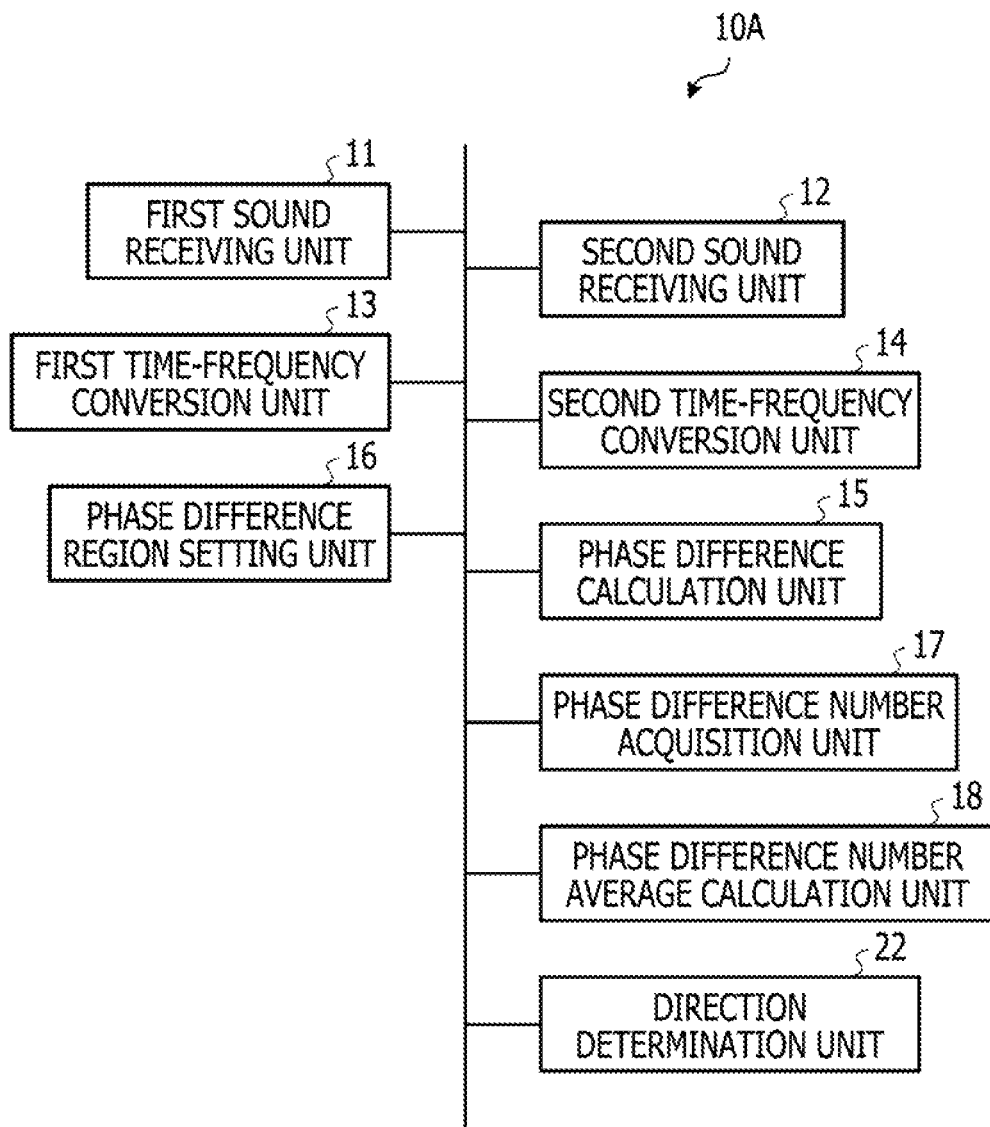 10A
11
FIRST SOUND
RECEIVING UNIT
12
SECOND SOUND
RECEIVING UNIT
13
FIRST TIME-FREQUENCY
CONVERSION UNIT
14
SECOND TIME-FREQUENCY
CONVERSION UNIT
16
PHASE DIFFERENCE
REGION SETTING UNIT
15
PHASE DIFFERENCE
CALCULATION UNIT
17
PHASE DIFFERENCE NUMBER
ACQUISITION UNIT
18
PHASE DIFFERENCE NUMBER
AVERAGE CALCULATION UNIT
22
DIRECTION
DETERMINATION UNIT